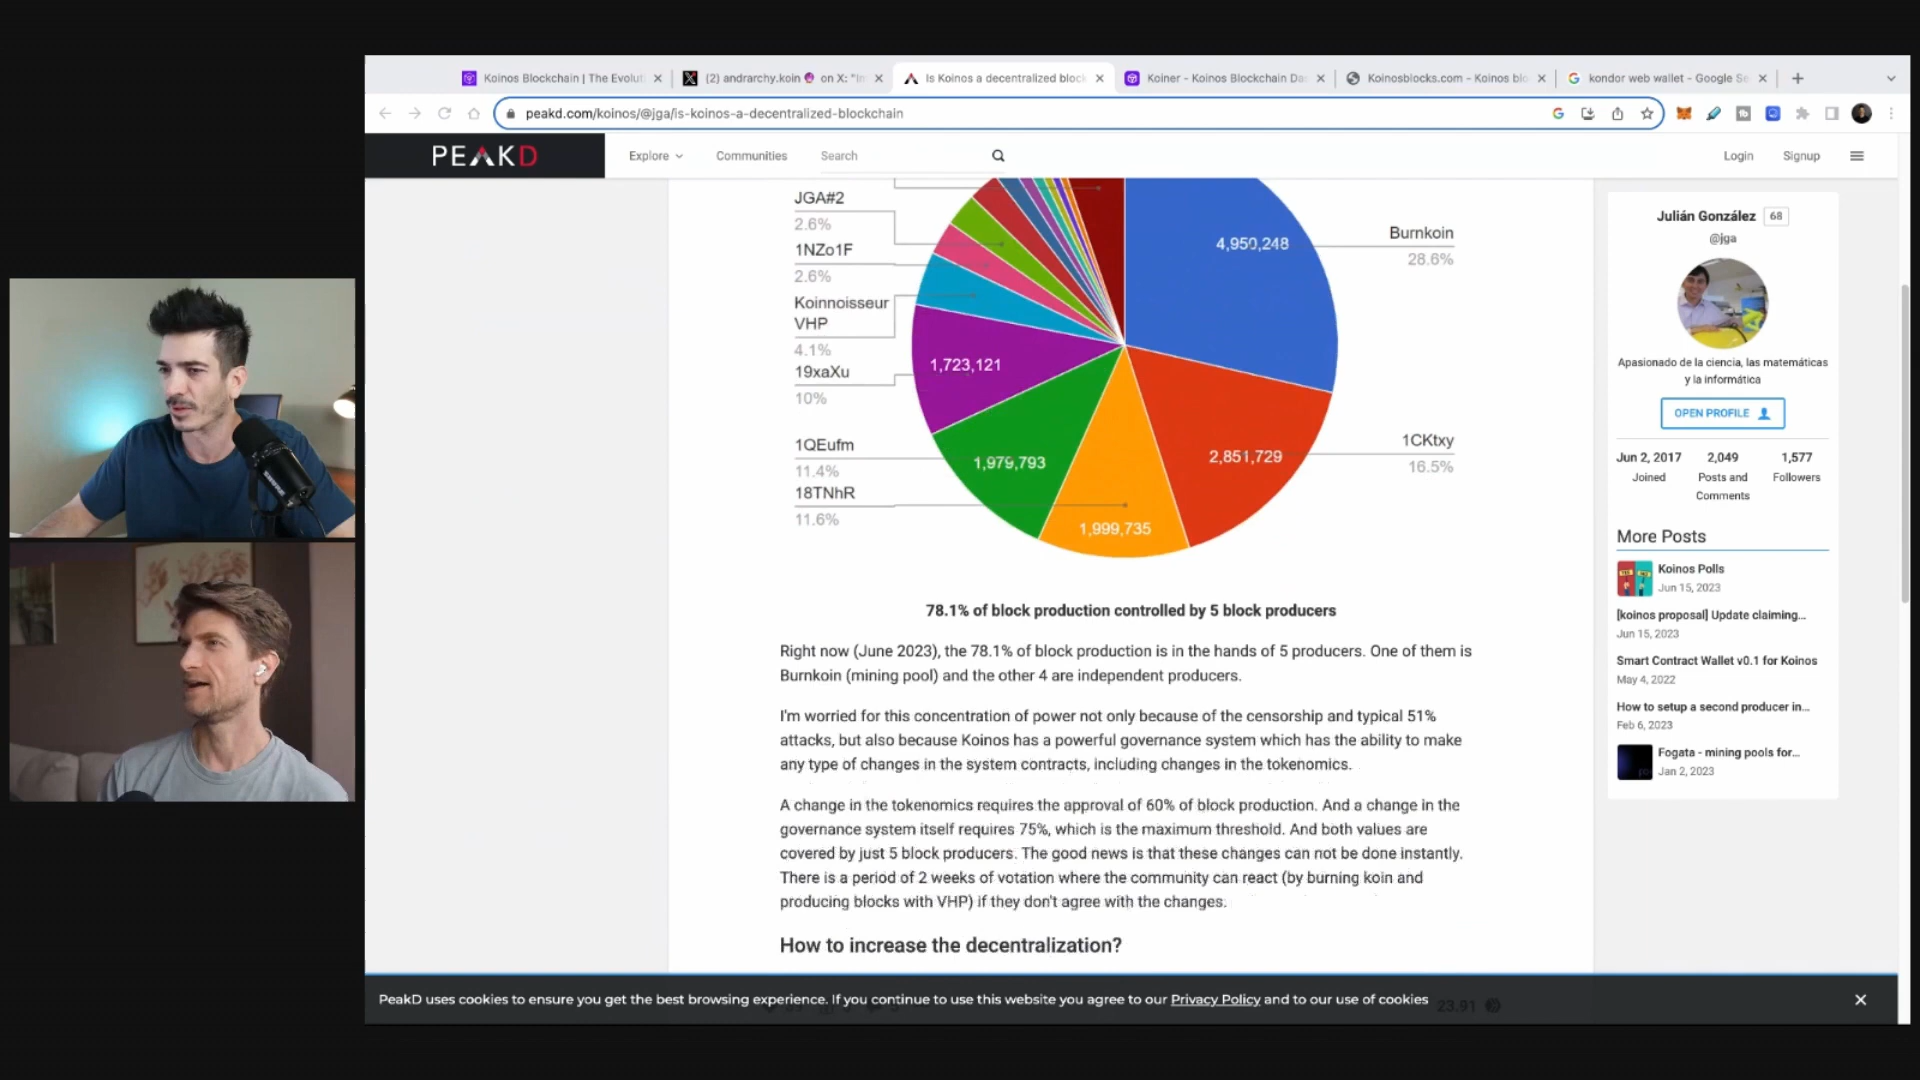 Koinos Blockchain | The Evolut
(2) andrarchy.koin on X: "In
Is Koinos a decentralized block
Koiner - Koinos Blockchain Da
Koinosblocks.com - Koinos blo
kondor web wallet - Google Se
peakd.com/koinos/@jga/is-koinos-a-decentralized-blockchain
PEAKD
Explore
Communities
Search
Login
Signup
JGA#2
2.6%
1NZo1F
2.6%
Koinnoisseur
VHP
4.1%
19xaXu
10%
1QEufm
11.4%
18TNhR
11.6%
4,950,248
1,723,121
1,979,793
1,999,735
2,851,729
Burnkoin
28.6%
1CKtxy
16.5%
78.1% of block production controlled by 5 block producers
Right now (June 2023), the 78.1% of block production is in the hands of 5 producers. One of them is
Burnkoin (mining pool) and the other 4 are independent producers.
I'm worried for this concentration of power not only because of the censorship and typical 51%
attacks, but also because Koinos has a powerful governance system which has the ability to make
any type of changes in the system contracts, including changes in the tokenomics.
A change in the tokenomics requires the approval of 60% of block production. And a change in the
governance system itself requires 75%, which is the maximum threshold. And both values are
covered by just 5 block producers. The good news is that these changes can not be done instantly.
There is a period of 2 weeks of votation where the community can react (by burning koin and
producing blocks with VHP) if they don't agree with the changes.
How to increase the decentralization?
Julián González 68
@jga
Apasionado de la ciencia, las matemáticas
y la informática
OPEN PROFILE
Jun 2, 2017 2,049 1,577
Joined Posts and Followers
Comments
More Posts
Koinos Polls
Jun 15, 2023
[koinos proposal] Update claiming...
Jun 15, 2023
Smart Contract Wallet v0.1 for Koinos
May 4, 2022
How to setup a second producer in...
Feb 6, 2023
Fogata - mining pools for...
Jan 2, 2023
PeakD uses cookies to ensure you get the best browsing experience. If you continue to use this website you agree to our Privacy Policy and to our use of cookies
23.91